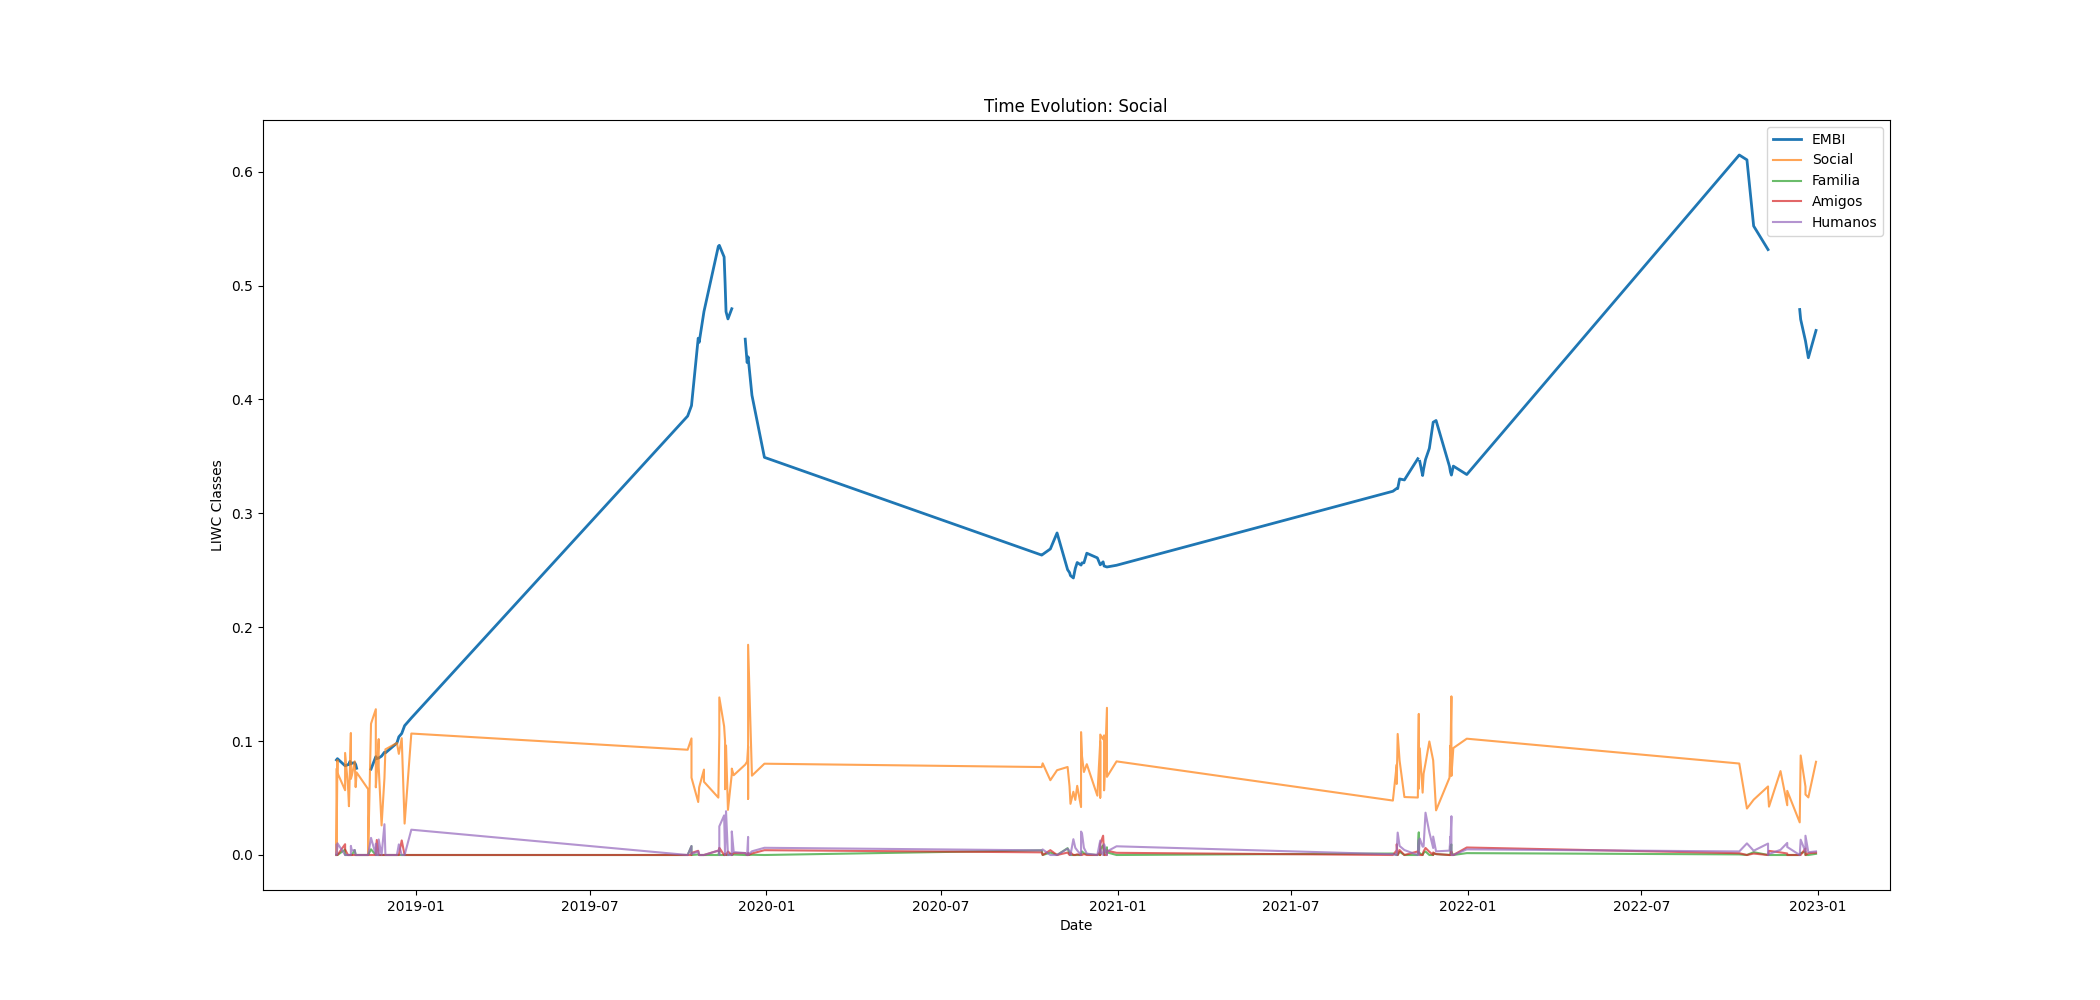 Time Evolution: Social
EMBI
Social
Familia
Amigos
Humanos
LIWC Classes
0.6
0.5
0.4
0.3
0.2
0.1
0.0
2019-01 2019-07 2020-01 2020-07 2021-01 2021-07 2022-01 2022-07 2023-01
Date